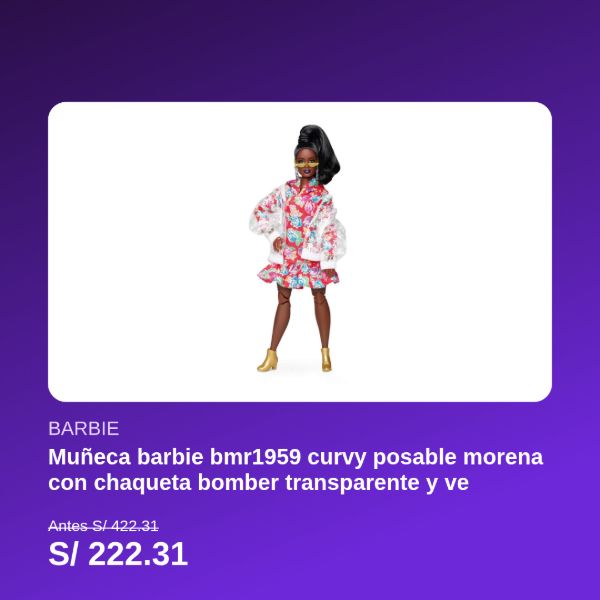 BARBIE
Muñeca barbie bmr1959 curvy posable morena
con chaqueta bomber transparente y ve
Antes S/ 422.31
S/ 222.31